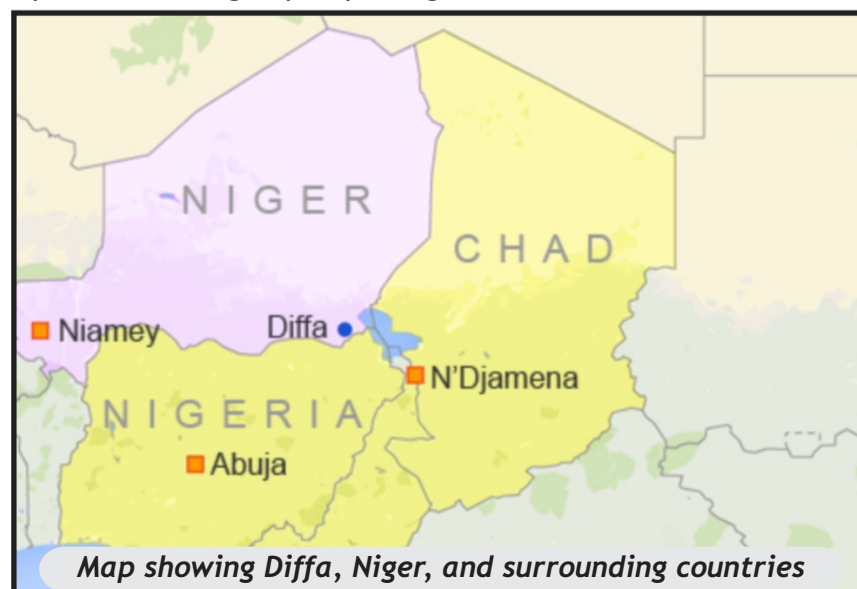 NIGER
CHAD
Niamey
Diffa
N'Djamena
NIGERIA
Abuja
Map showing Diffa, Niger, and surrounding countries